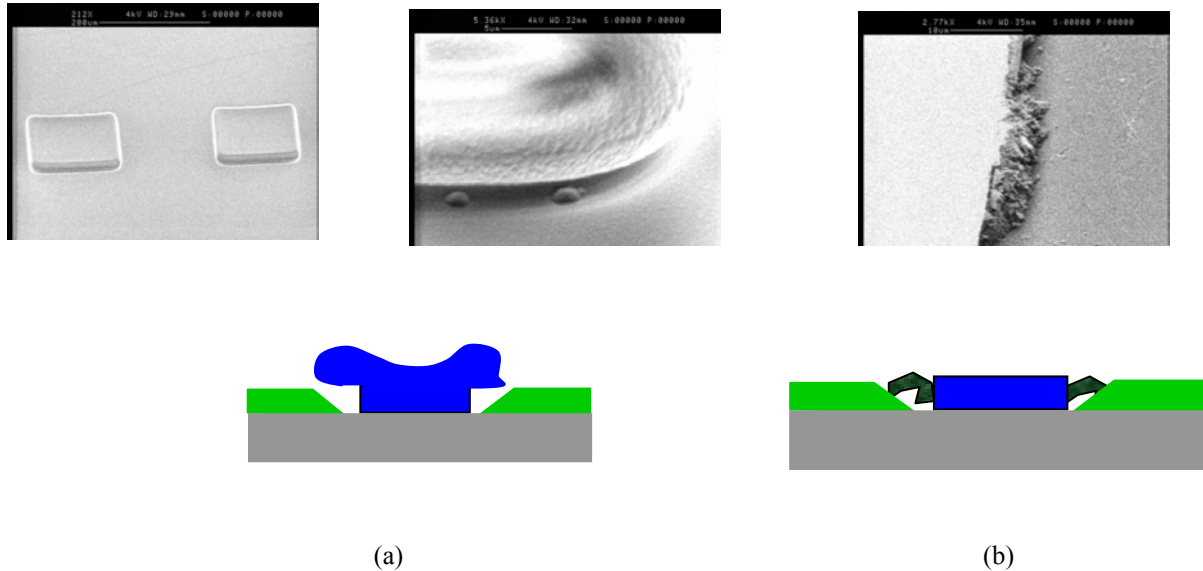 212X 4kV WD:29mm S:00000 P:00000
200um
5.36kX 4kV WD:32mm S:00000 P:00000
5um
2.77kX 4kV WD:35mm S:00000 P:00000
10um
(a)
(b)